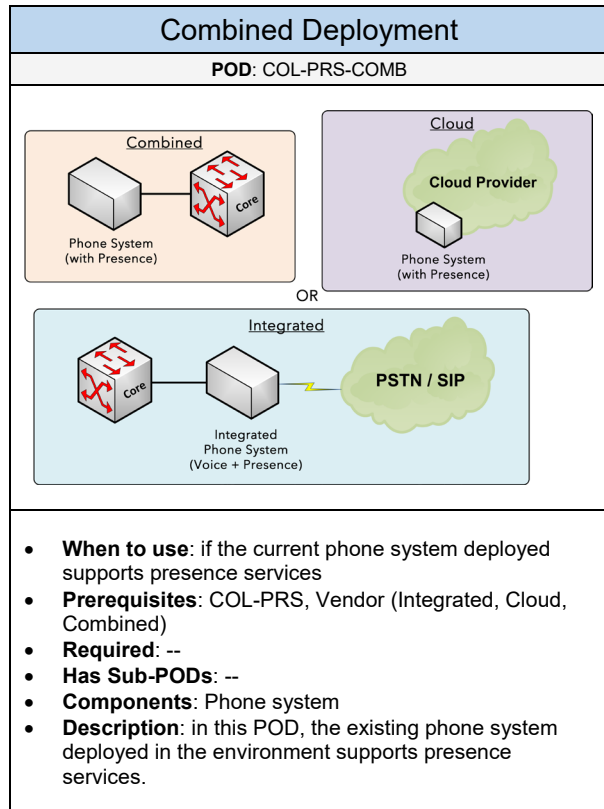 Combined Deployment
POD: COL-PRS-COMB
Combined
Core
Phone System
(with Presence)
Cloud
Cloud Provider
Phone System
(with Presence)
OR
Integrated
Core
Integrated
Phone System
(Voice + Presence)
PSTN / SIP
• When to use: if the current phone system deployed
supports presence services
• Prerequisites: COL-PRS, Vendor (Integrated, Cloud,
Combined)
• Required: --
• Has Sub-PODs: --
• Components: Phone system
• Description: in this POD, the existing phone system
deployed in the environment supports presence
services.